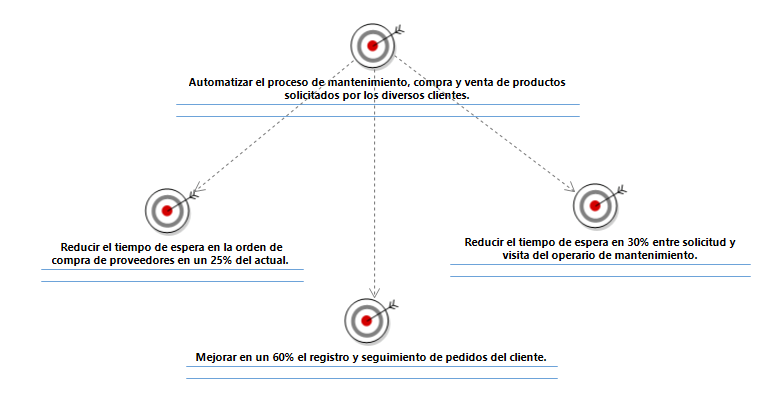 Automatizar el proceso de mantenimiento, compra y venta de productos
solicitados por los diversos clientes.
Reducir el tiempo de espera en la orden de
compra de proveedores en un 25% del actual.
Reducir el tiempo de espera en 30% entre solicitud y
visita del operario de mantenimiento.
Mejorar en un 60% el registro y seguimiento de pedidos del cliente.